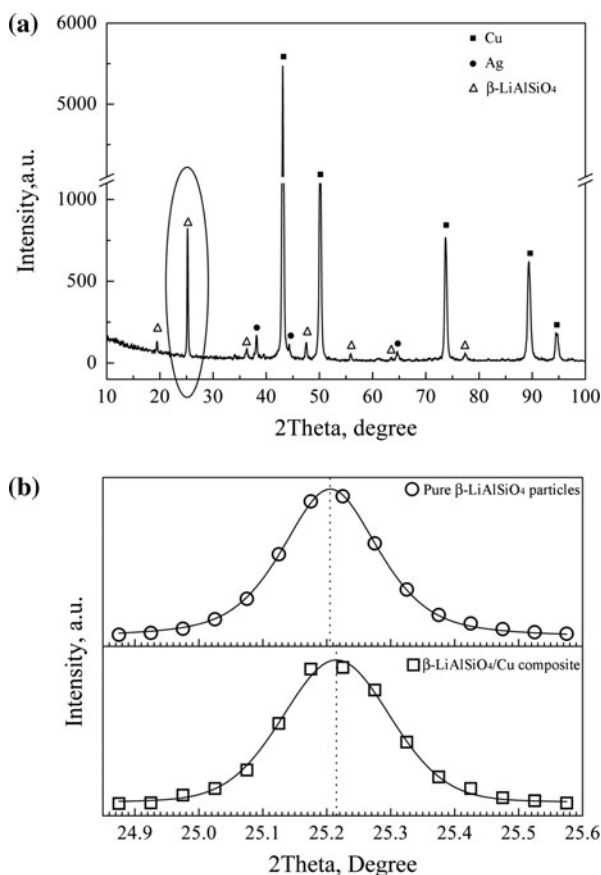 (a)
6000
5000
1000
500
0
Intensity,a.u.
■ Cu
● Ag
△ β-LiAlSiO₄
10 20 30 40 50 60 70 80 90 100
2Theta, degree
(b)
Pure β-LiAlSiO₄ particles
β-LiAlSiO₄/Cu composite
Intensity, a.u.
24.9 25.0 25.1 25.2 25.3 25.4 25.5 25.6
2Theta, Degree